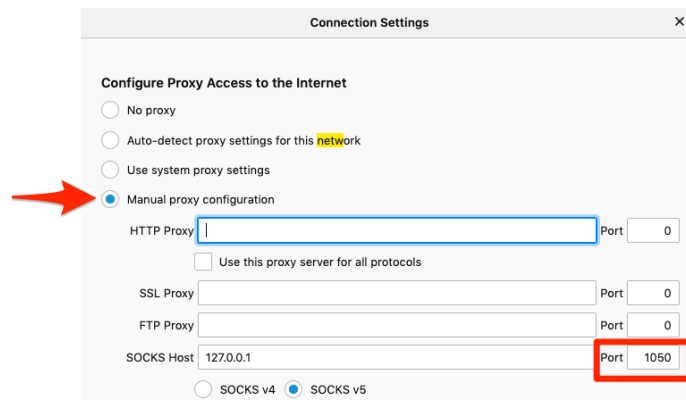 Connection Settings
Configure Proxy Access to the Internet
No proxy
Auto-detect proxy settings for this network
Use system proxy settings
Manual proxy configuration
HTTP Proxy Port 0
Use this proxy server for all protocols
SSL Proxy Port 0
FTP Proxy Port 0
SOCKS Host 127.0.0.1 Port 1050
SOCKS v4 SOCKS v5